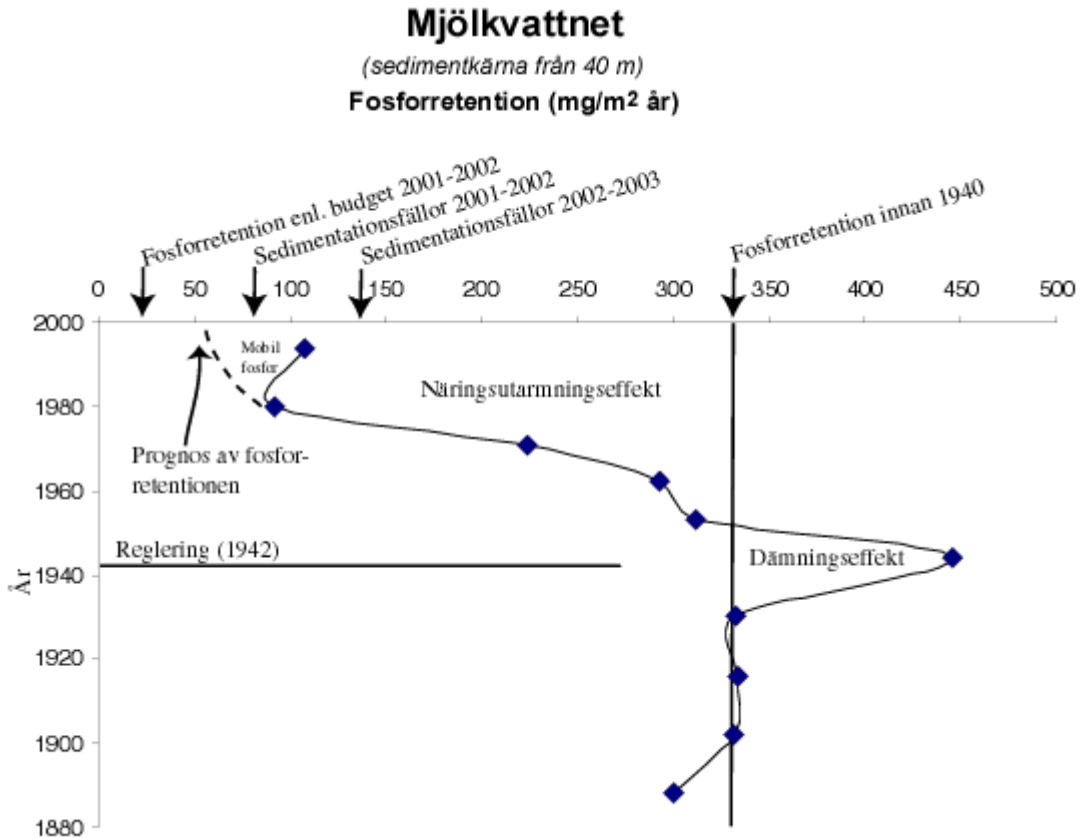 Mjölkvattnet
(sedimentkärna från 40 m)
Fosforretention (mg/m2 år)
Fosforretention enl. budget 2001-2002
Sedimentationsfällor 2001-2002
Sedimentationsfällor 2002-2003
Fosforretention innan 1940
0 50 100 150 200 250 300 350 400 450 500
2000
Mobil
fosfor
Näringsutarmningseffekt
1980
Prognos av fosfor-
retentionen
1960
Reglering (1942)
Dämningseffekt
1940
År
1920
1900
1880